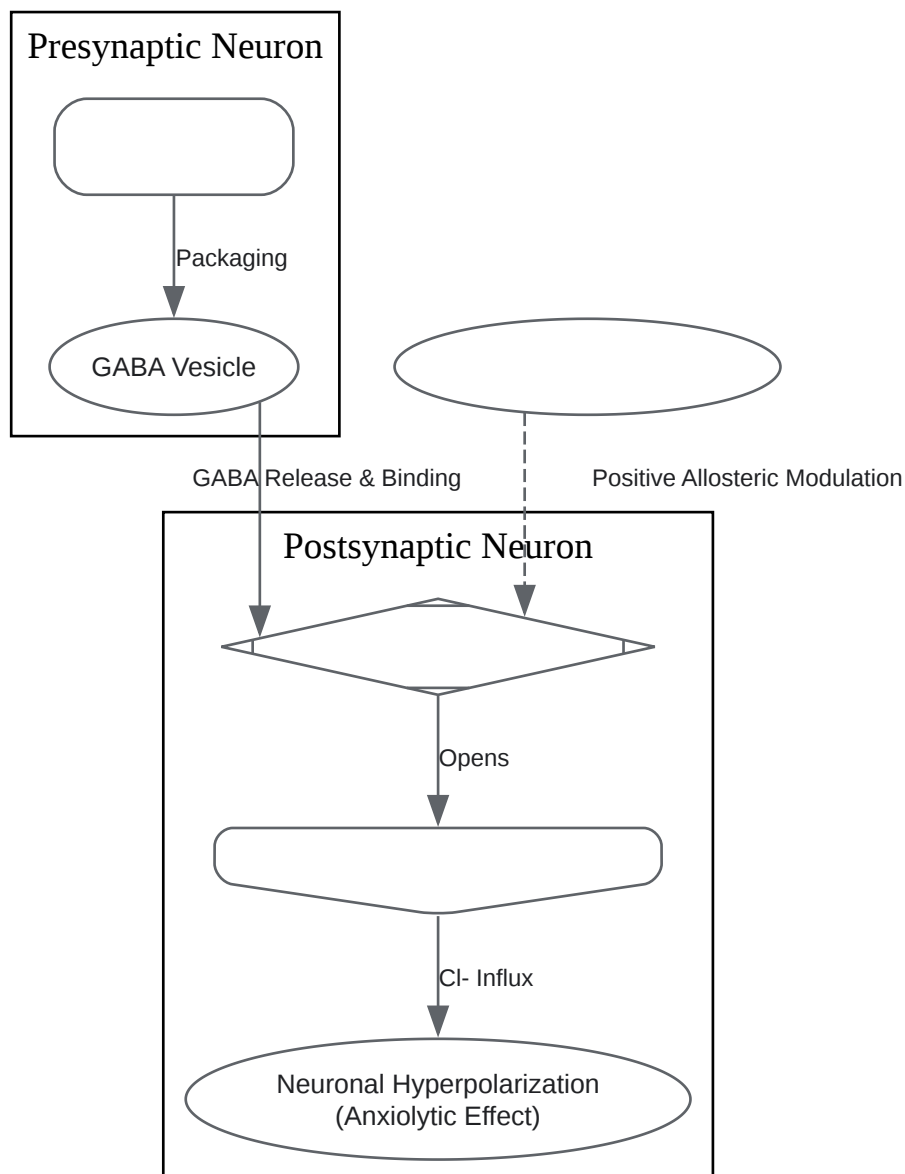 Presynaptic Neuron
Packaging
GABA Vesicle
GABA Release & Binding
Positive Allosteric Modulation
Postsynaptic Neuron
Opens
Cl- Influx
Neuronal Hyperpolarization
(Anxiolytic Effect)